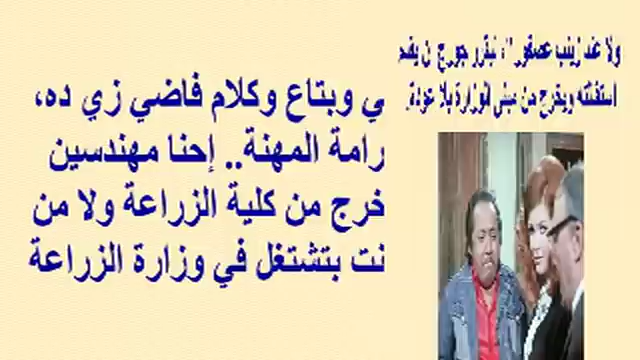 ولا عند زينب عصفور"، فيقرر جورج ن يقدم
استقالته ويخرج من مبنى الوزارة بلا عودة.
ي وبتاع وكلام فاضي زي ده،
رامة المهنة.. إحنا مهندسين
خرج من كلية الزراعة ولا من
نت بتشتغل في وزارة الزراعة